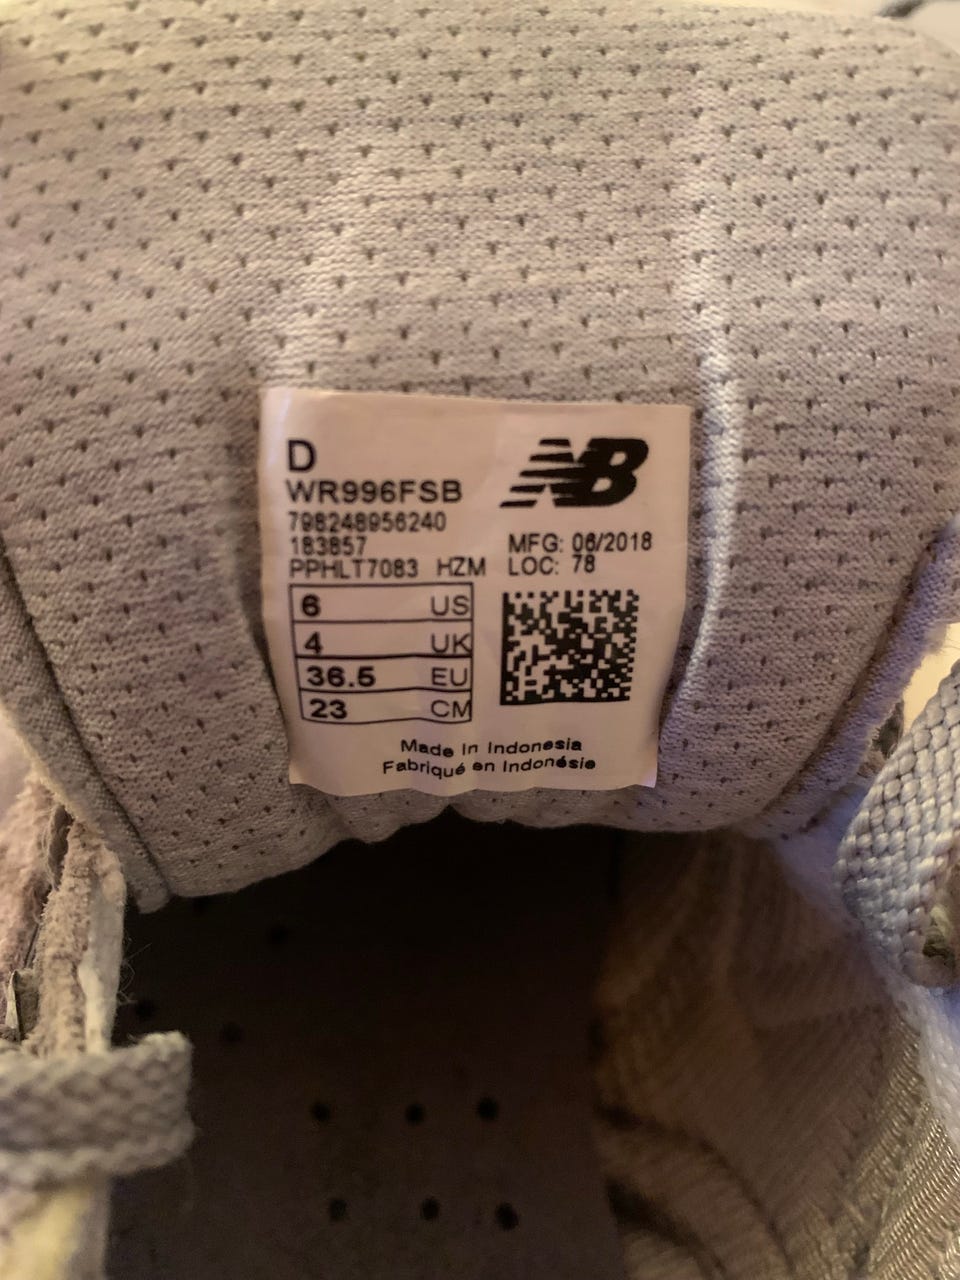 D
WR996FSB
NB
798248956240
183857
PPHLT7083 HZM
MFG: 06/2018
LOC: 78
6 US
4 UK
36.5 EU
23 CM
Made in Indonesia
Fabriqué en Indonésie